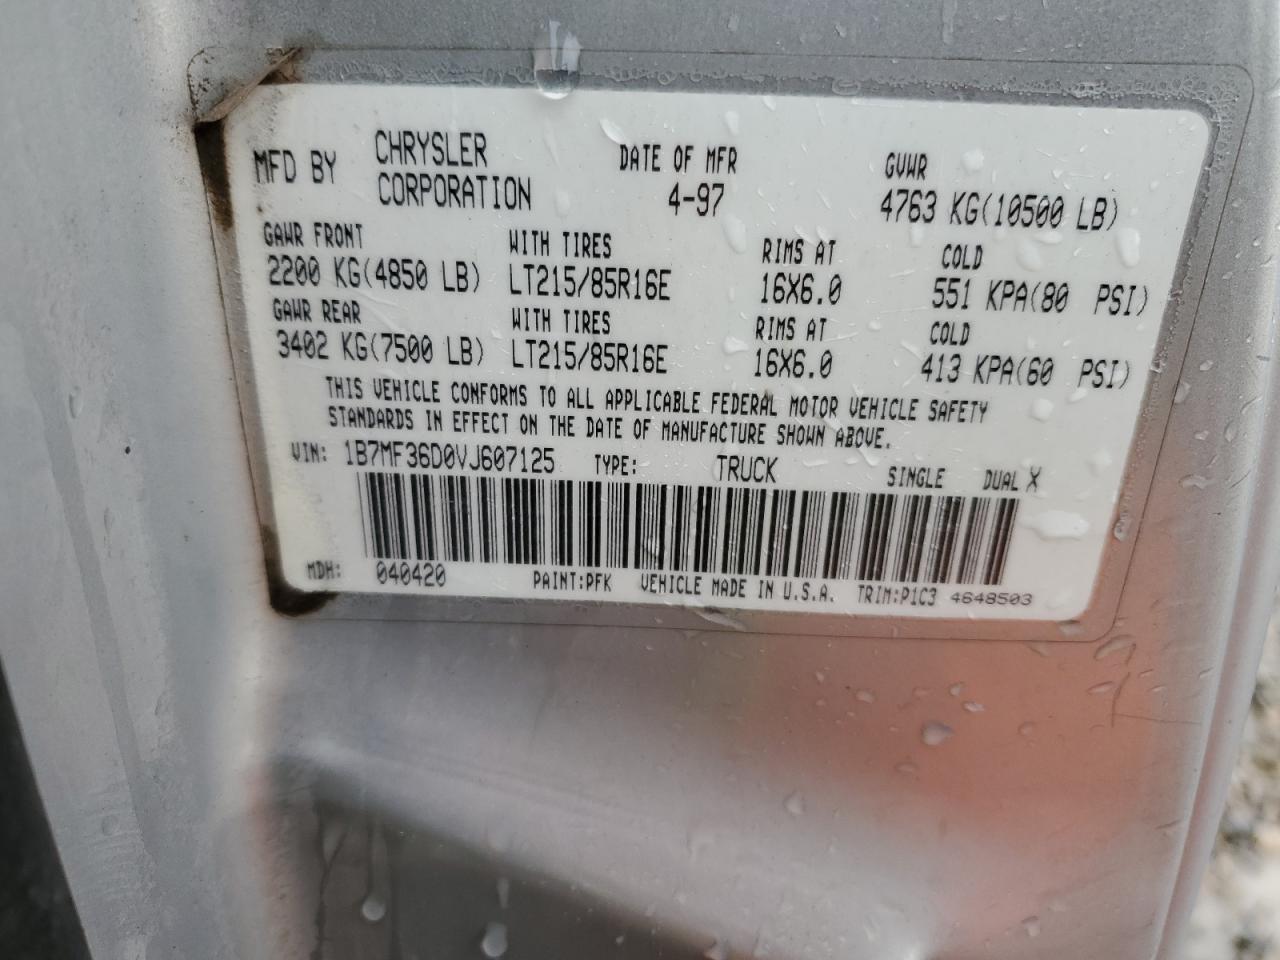 MFD BY CHRYSLER CORPORATION DATE OF MFR 4-97 GVWR 4763 KG(10500 LB)
GAWR FRONT WITH TIRES RIMS AT COLD
2200 KG(4850 LB) LT215/85R16E 16X6.0 551 KPA(80 PSI)
GAWR REAR WITH TIRES RIMS AT COLD
3402 KG(7500 LB) LT215/85R16E 16X6.0 413 KPA(60 PSI)
THIS VEHICLE CONFORMS TO ALL APPLICABLE FEDERAL MOTOR VEHICLE SAFETY
STANDARDS IN EFFECT ON THE DATE OF MANUFACTURE SHOWN ABOVE.
VIN: 1B7MF36D0VJ607125 TYPE: TRUCK SINGLE DUAL X
MDH: 040420 PAINT:PFK VEHICLE MADE IN U.S.A. TRIM:P1C3 4648503